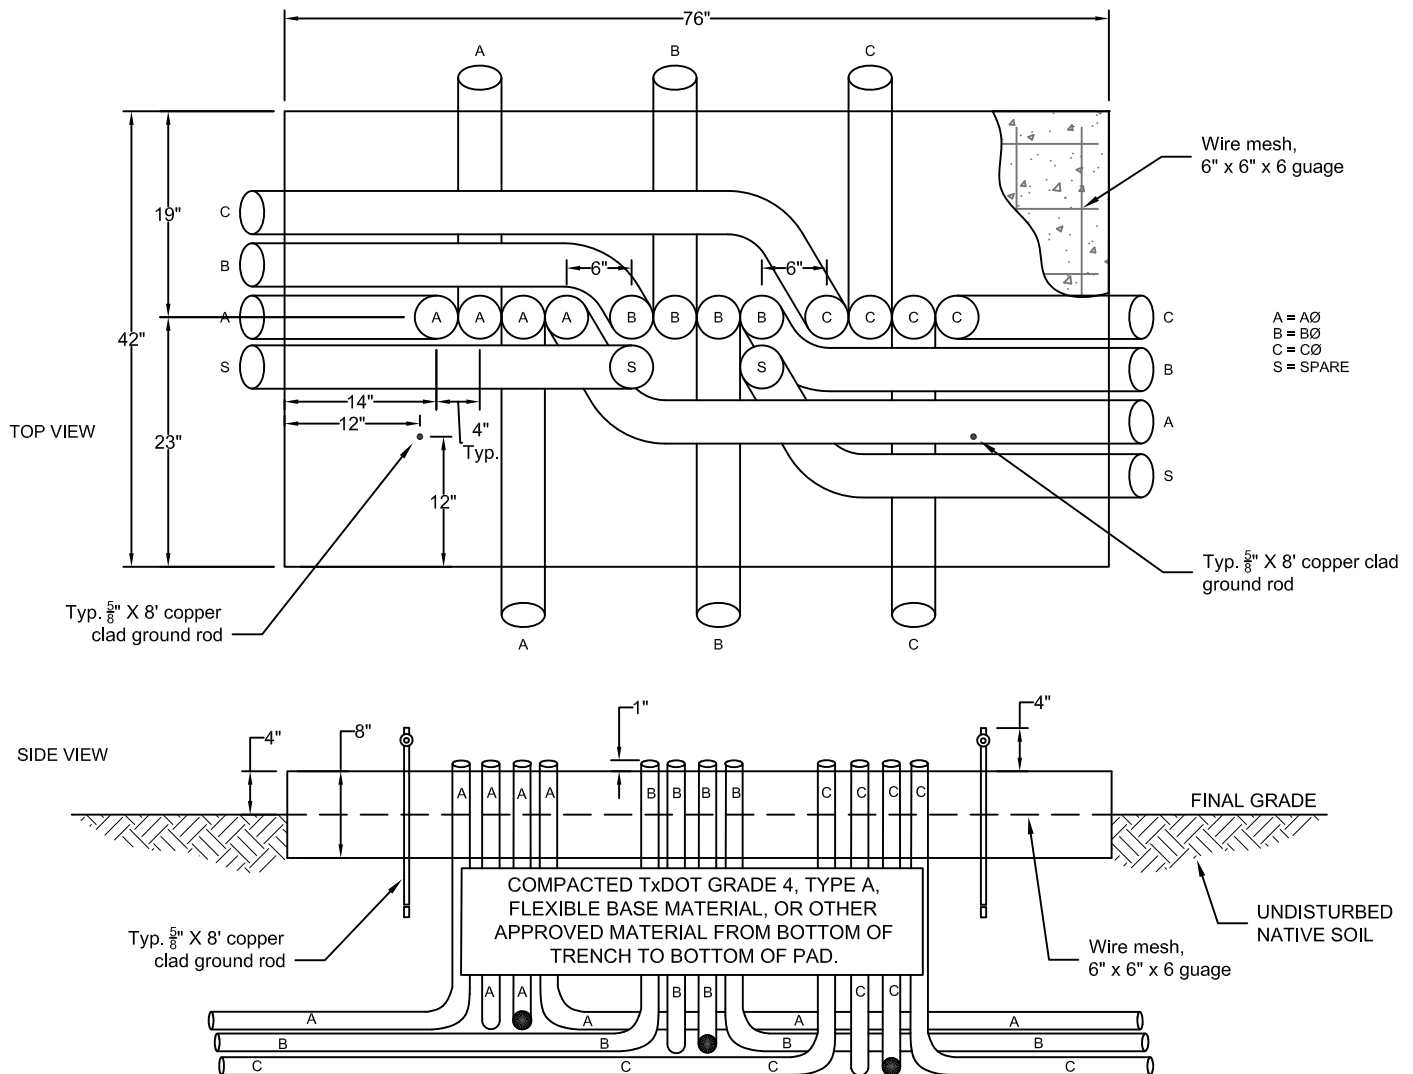 76"
A
B
C
Wire mesh,
6" x 6" x 6 guage
19"
C
B
6"
6"
A
A A A A B B B B C C C C
C
A = AØ
B = BØ
C = CØ
S = SPARE
42"
S
S
S
B
14"
12"
4"
Typ.
A
TOP VIEW
23"
S
12"
Typ. 5/8" X 8' copper clad
ground rod
Typ. 5/8" X 8' copper
clad ground rod
A
B
C
SIDE VIEW
4"
8"
1"
4"
A A A A B B B B C C C C
FINAL GRADE
COMPACTED TxDOT GRADE 4, TYPE A,
FLEXIBLE BASE MATERIAL, OR OTHER
APPROVED MATERIAL FROM BOTTOM OF
TRENCH TO BOTTOM OF PAD.
UNDISTURBED
NATIVE SOIL
Typ. 5/8" X 8' copper
clad ground rod
Wire mesh,
6" x 6" x 6 guage
A A B B C C
A A A A
B B B B
C C C C